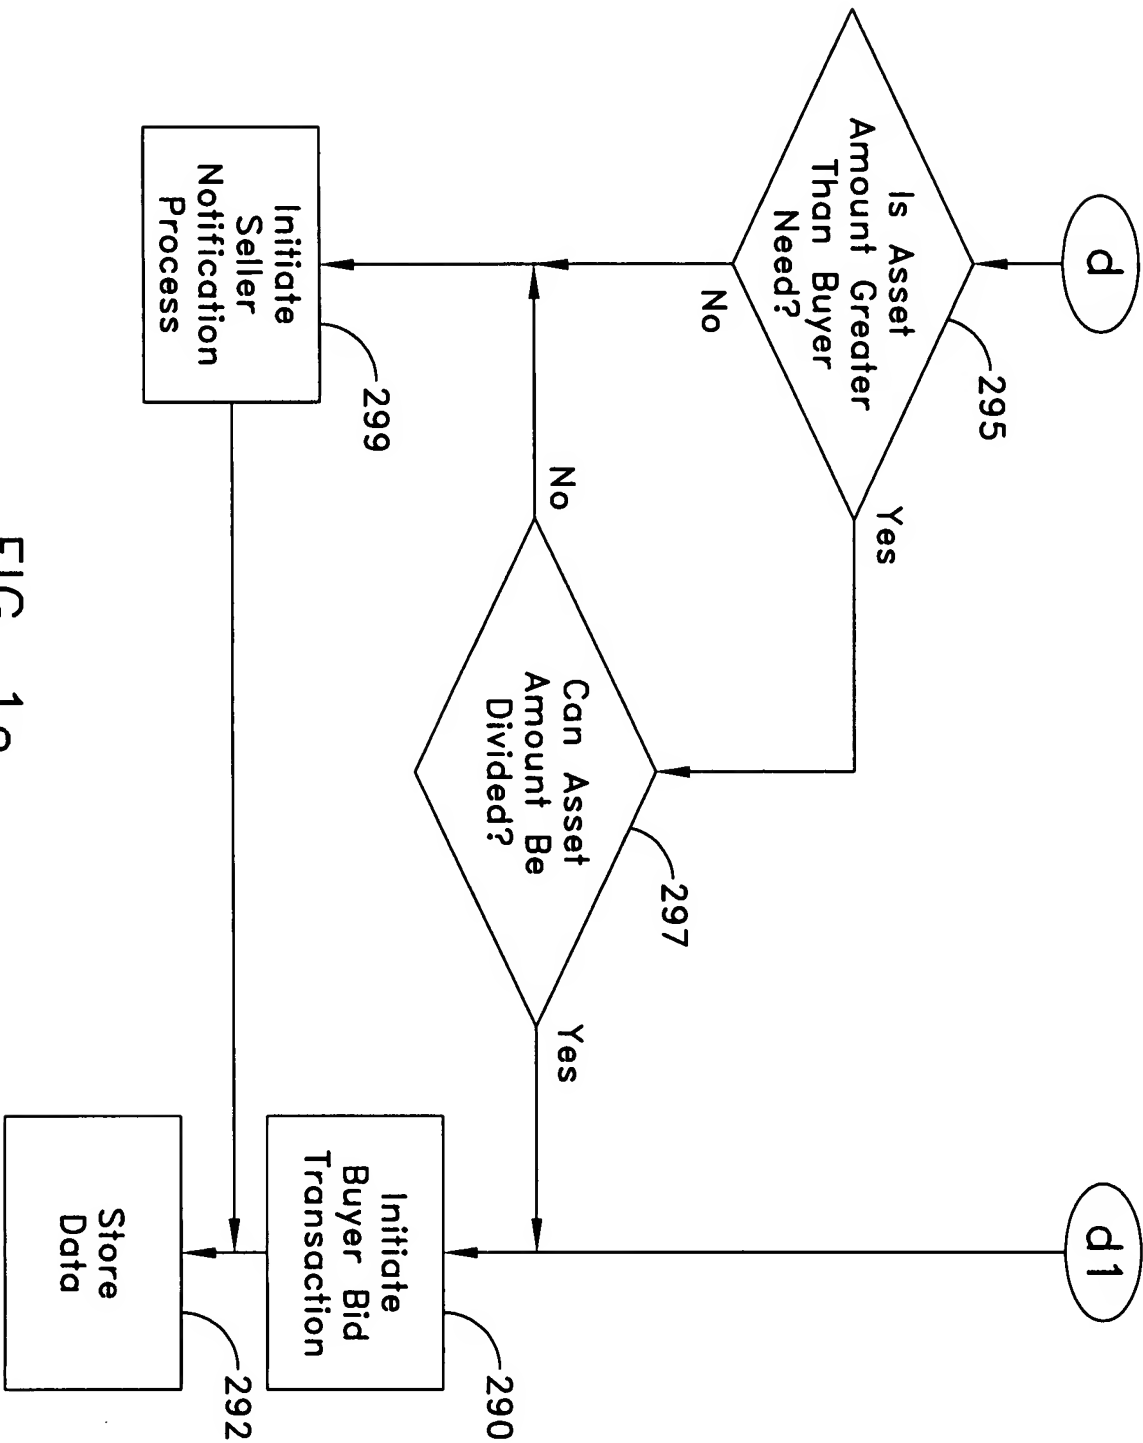 d
d1
Is Asset
Amount Greater
Than Buyer
Need?
295
Yes
No
Can Asset
Amount Be
Divided?
297
Yes
No
Initiate
Seller
Notification
Process
299
Initiate
Buyer Bid
Transaction
290
Store
Data
292